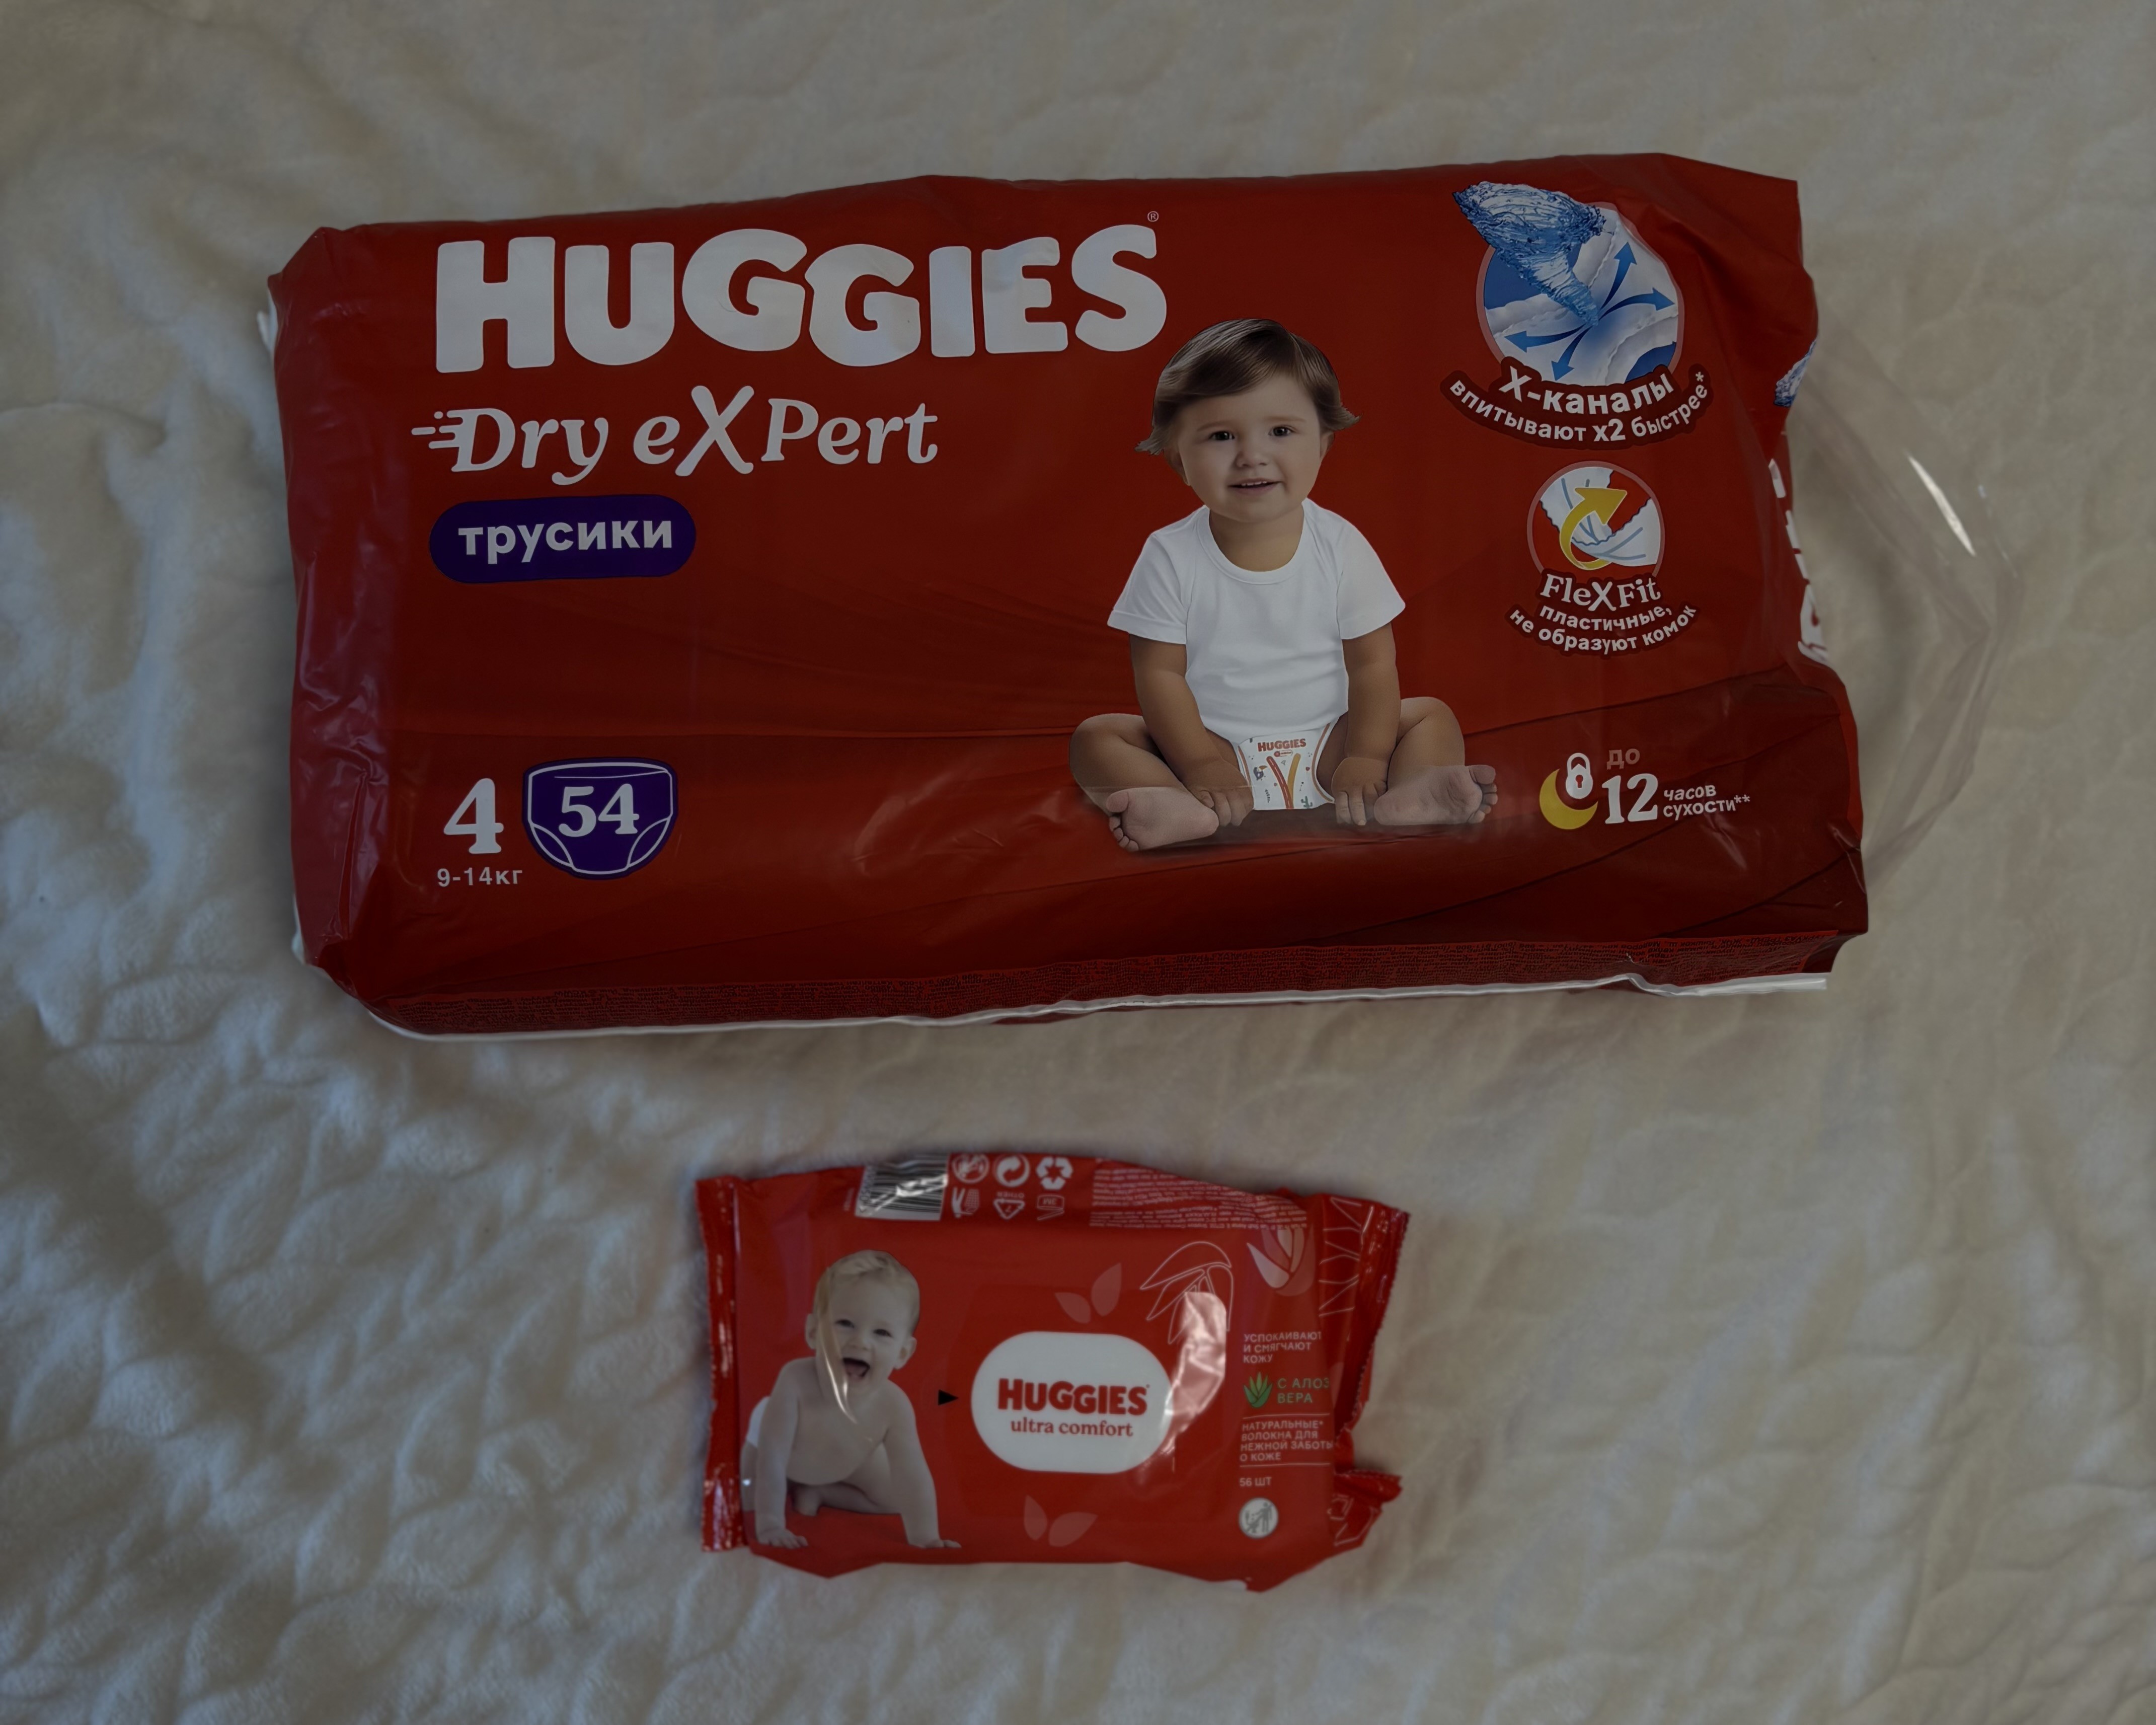 HUGGIES®
Dry eXPert
трусики
X-каналы
впитывают x2 быстрее*
FleXFit
пластичные,
не образуют комок
HUGGIES
4
54
9-14кг
до
12 часов
сухости**
HUGGIES
ultra comfort
УСПОКАИВАЮТ
И СМЯГЧАЮТ
КОЖУ
С АЛОЭ
ВЕРА
НАТУРАЛЬНЫЕ*
ВОЛОКНА ДЛЯ
НЕЖНОЙ ЗАБОТЫ
О КОЖЕ
56 ШТ